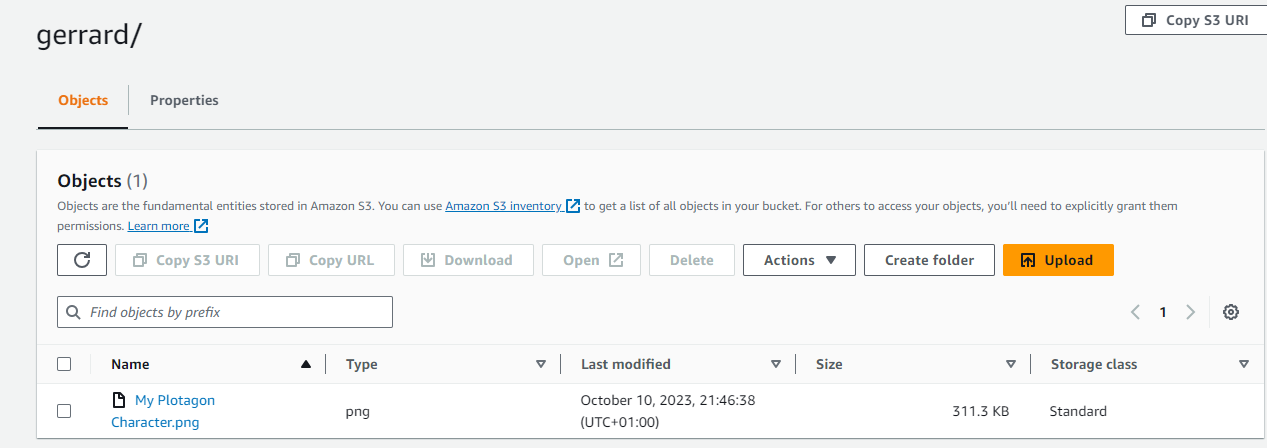 gerrard/
Copy S3 URI
Objects
Properties
Objects (1)
Objects are the fundamental entities stored in Amazon S3. You can use Amazon S3 inventory to get a list of all objects in your bucket. For others to access your objects, you'll need to explicitly grant them
permissions. Learn more
Copy S3 URI
Copy URL
Download
Open
Delete
Actions
Create folder
Upload
Find objects by prefix
1
Name
Type
Last modified
Size
Storage class
My Plotagon
Character.png
png
October 10, 2023, 21:46:38
(UTC+01:00)
311.3 KB
Standard